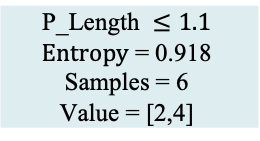 P_Length ≤ 1.1
Entropy = 0.918
Samples = 6
Value = [2,4]